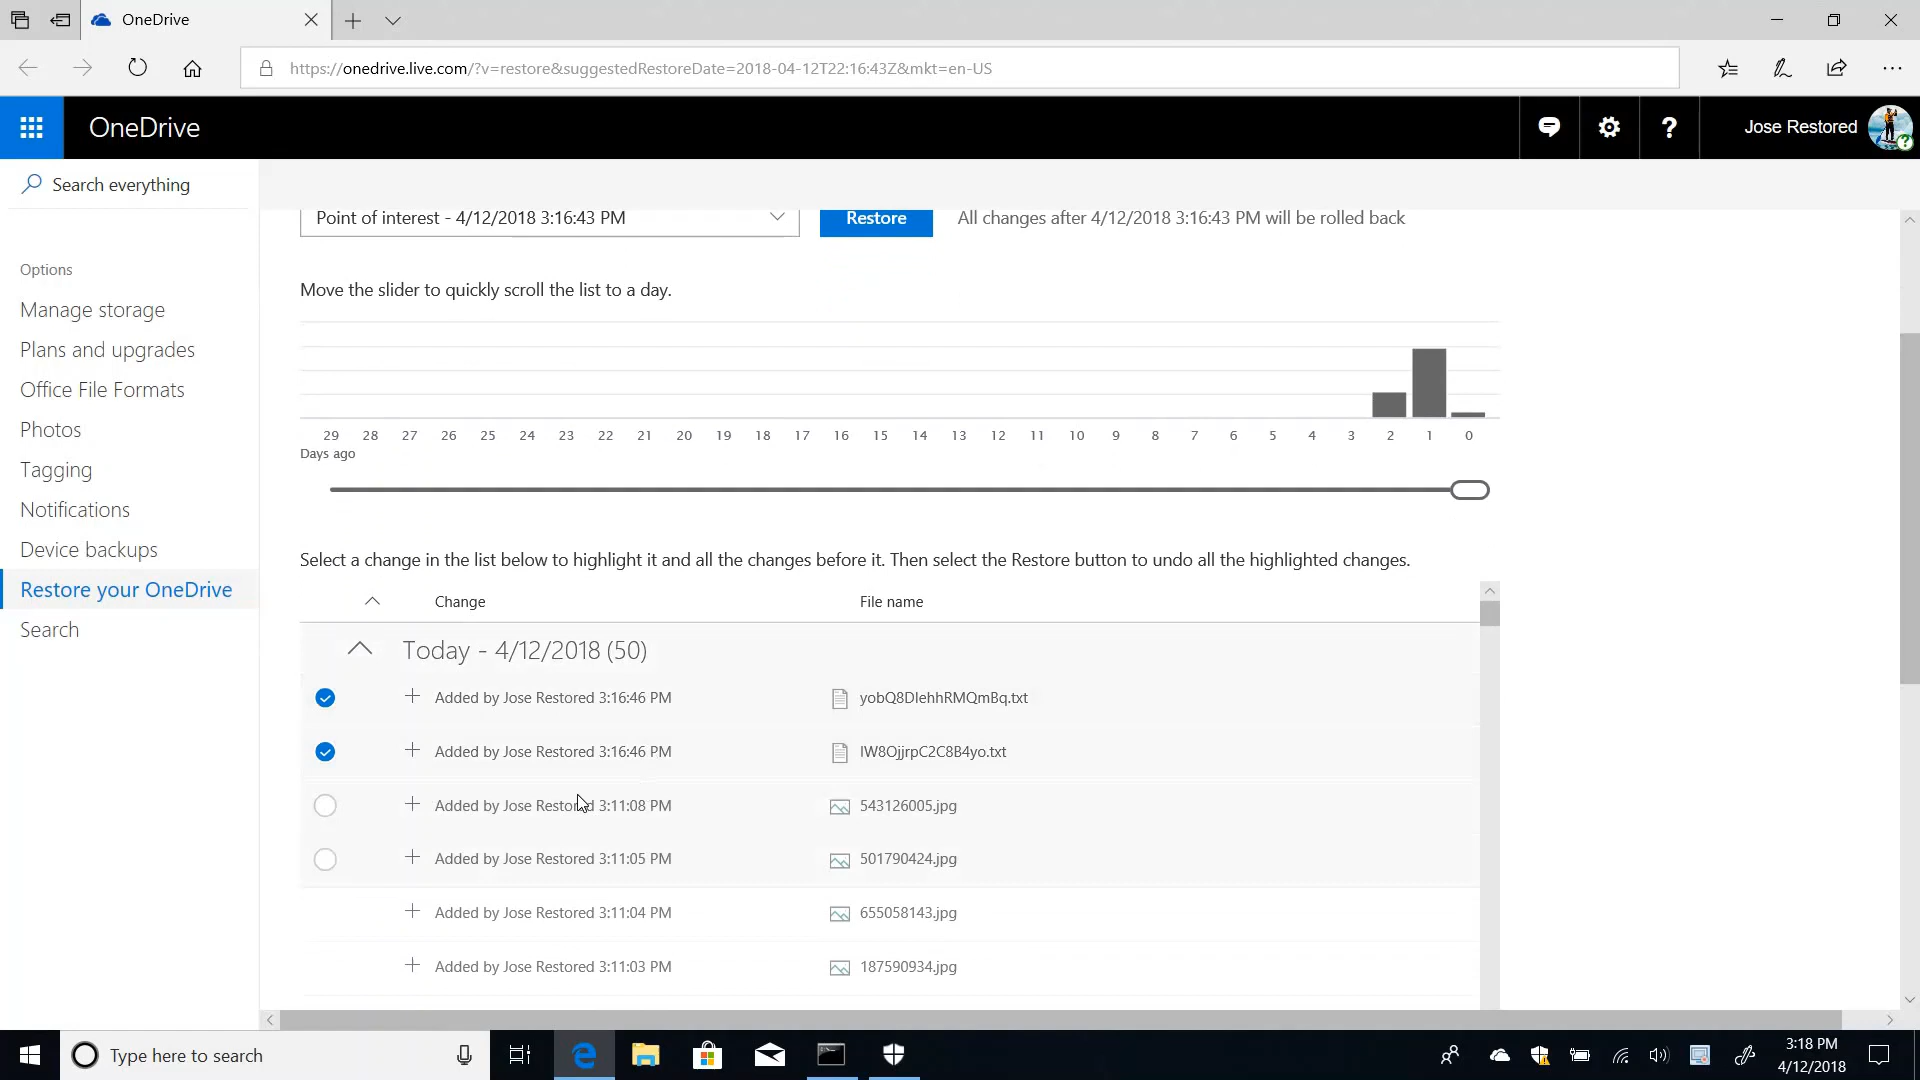 OneDrive
https://onedrive.live.com/?v=restore&suggestedRestoreDate=2018-04-12T22:16:43Z&mkt=en-US
OneDrive
? Jose Restored
Search everything
Options
Manage storage
Plans and upgrades
Office File Formats
Photos
Tagging
Notifications
Device backups
Restore your OneDrive
Search
Point of interest - 4/12/2018 3:16:43 PM
Restore
All changes after 4/12/2018 3:16:43 PM will be rolled back
Move the slider to quickly scroll the list to a day.
29 28 27 26 25 24 23 22 21 20 19 18 17 16 15 14 13 12 11 10 9 8 7 6 5 4 3 2 1 0
Days ago
Select a change in the list below to highlight it and all the changes before it. Then select the Restore button to undo all the highlighted changes.
Change File name
Today - 4/12/2018 (50)
Added by Jose Restored 3:16:46 PM yobQ8DlehhRMQmBq.txt
Added by Jose Restored 3:16:46 PM IW8OjjrpC2C8B4yo.txt
Added by Jose Restored 3:11:08 PM 543126005.jpg
Added by Jose Restored 3:11:05 PM 501790424.jpg
Added by Jose Restored 3:11:04 PM 655058143.jpg
Added by Jose Restored 3:11:03 PM 187590934.jpg
Type here to search
3:18 PM
4/12/2018